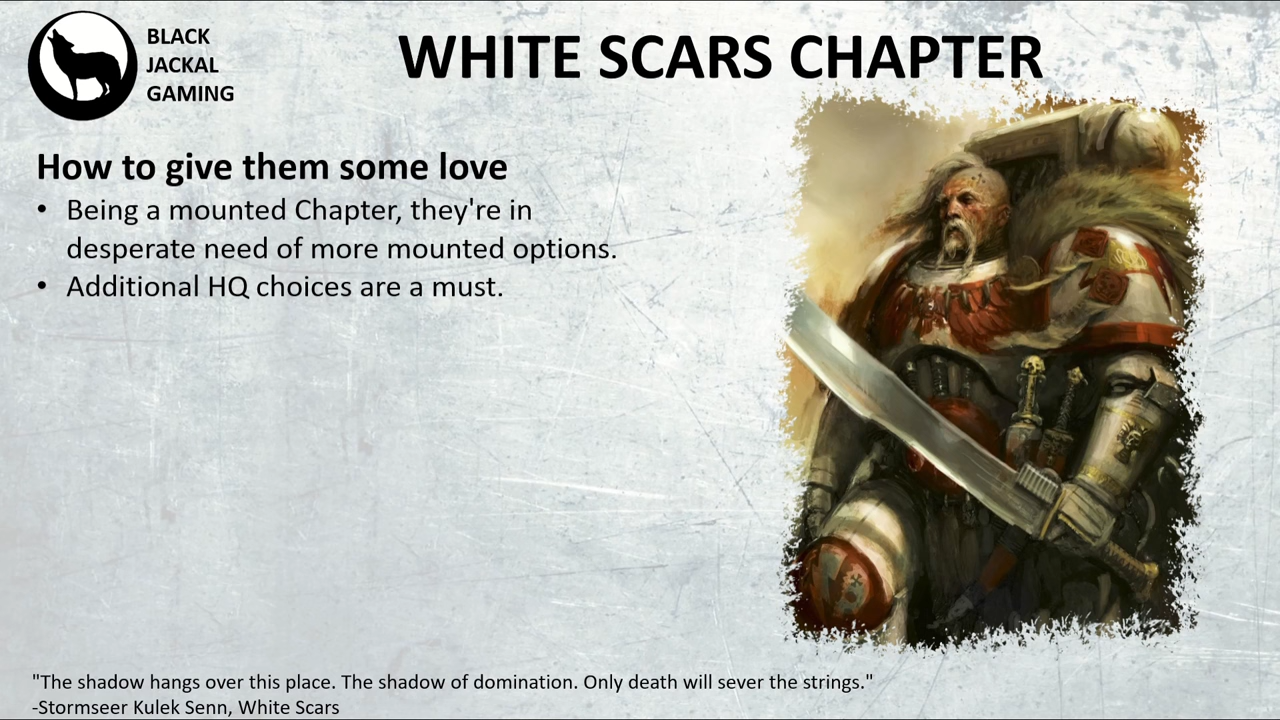 BLACK
JACKAL
GAMING
WHITE SCARS CHAPTER
How to give them some love
• Being a mounted Chapter, they're in
desperate need of more mounted options.
• Additional HQ choices are a must.
"The shadow hangs over this place. The shadow of domination. Only death will sever the strings."
-Stormseer Kulek Senn, White Scars